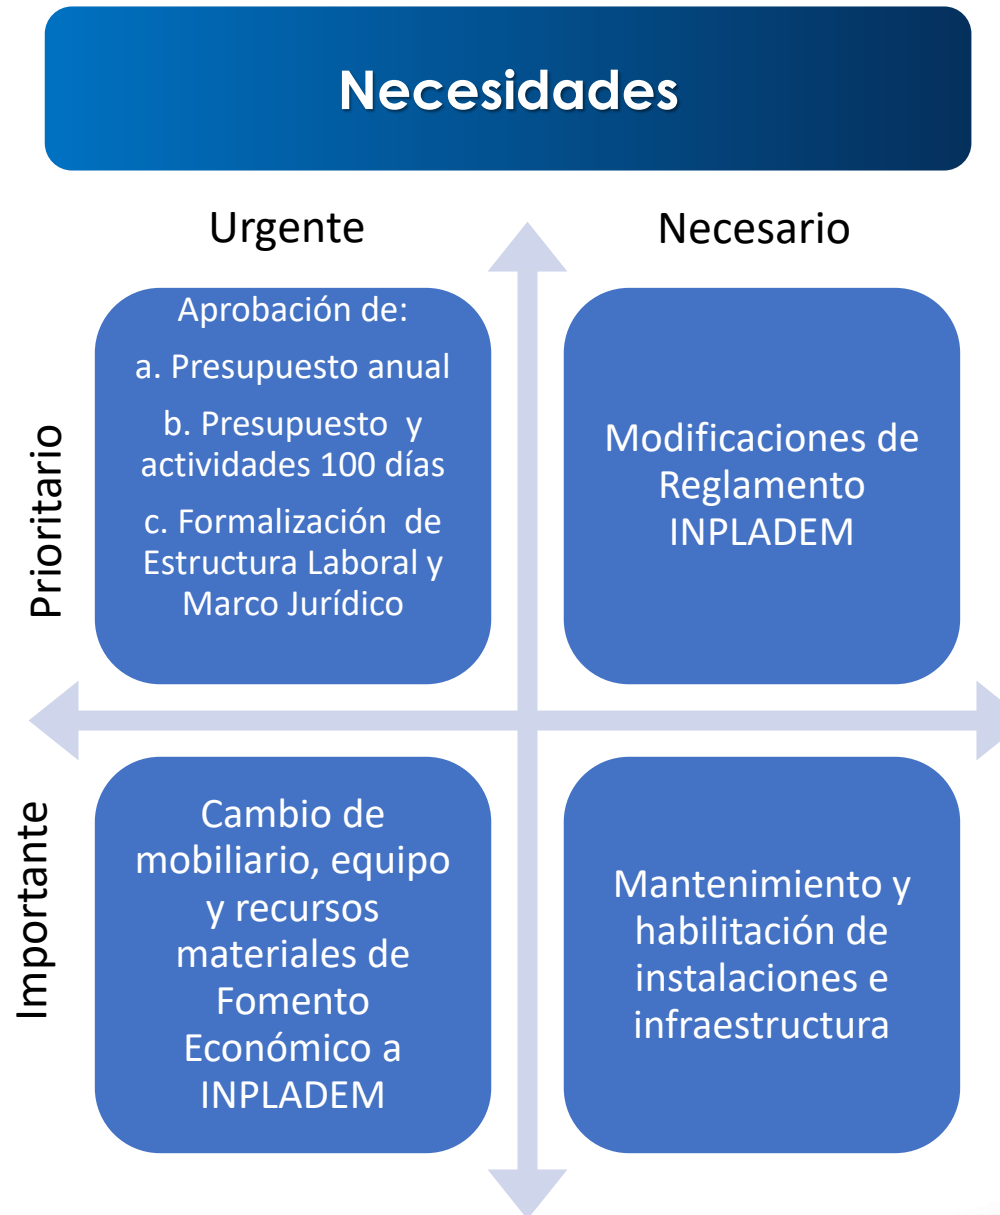 Necesidades
Urgente
Necesario
Prioritario
Aprobación de:
a. Presupuesto anual
b. Presupuesto y
actividades 100 días
c. Formalización de
Estructura Laboral y
Marco Jurídico
Modificaciones de
Reglamento
INPLADEM
Importante
Cambio de
mobiliario, equipo
y recursos
materiales de
Fomento
Económico a
INPLADEM
Mantenimiento y
habilitación de
instalaciones e
infraestructura